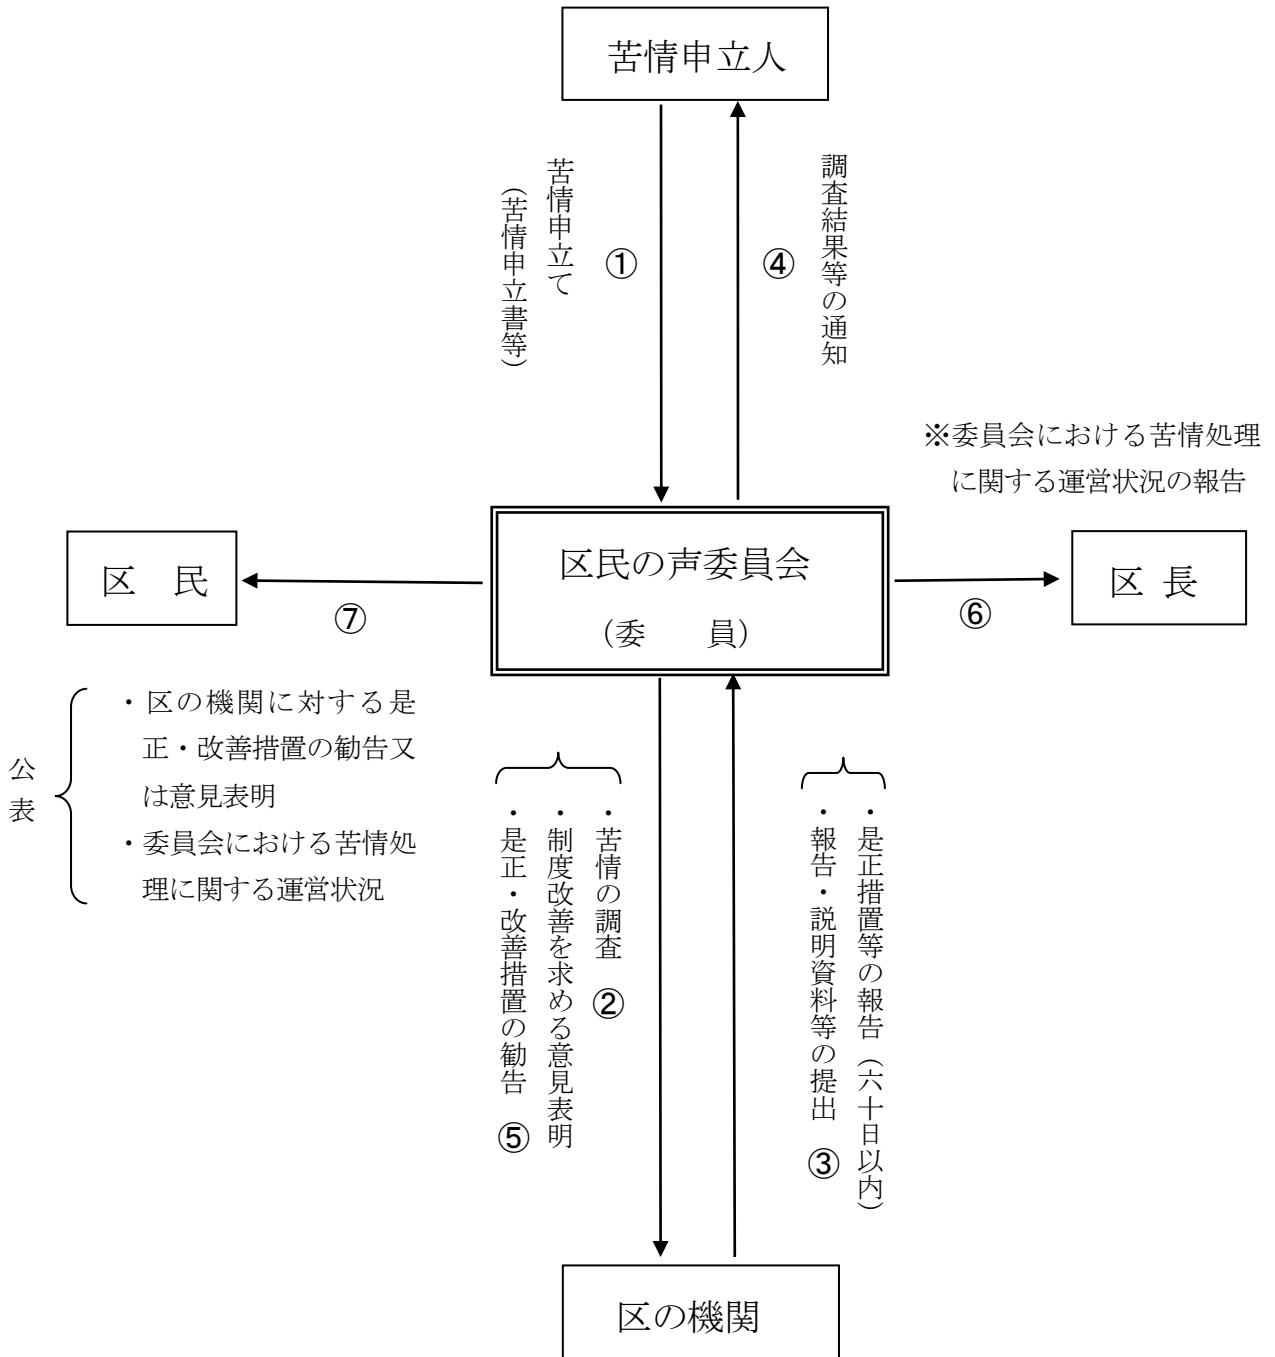 苦情申立人
苦情申立て
（苦情申立書等）
①
④
調査結果等の通知
※委員会における苦情処理
に関する運営状況の報告
区民の声委員会
（委　　員）
区　民
⑦
区 長
⑥
公表
・区の機関に対する是
正・改善措置の勧告又
は意見表明
・委員会における苦情処
理に関する運営状況
・苦情の調査 ②
・制度改善を求める意見表明
・是正・改善措置の勧告 ⑤
・是正措置等の報告（六十日以内）
・報告・説明資料等の提出 ③
区の機関